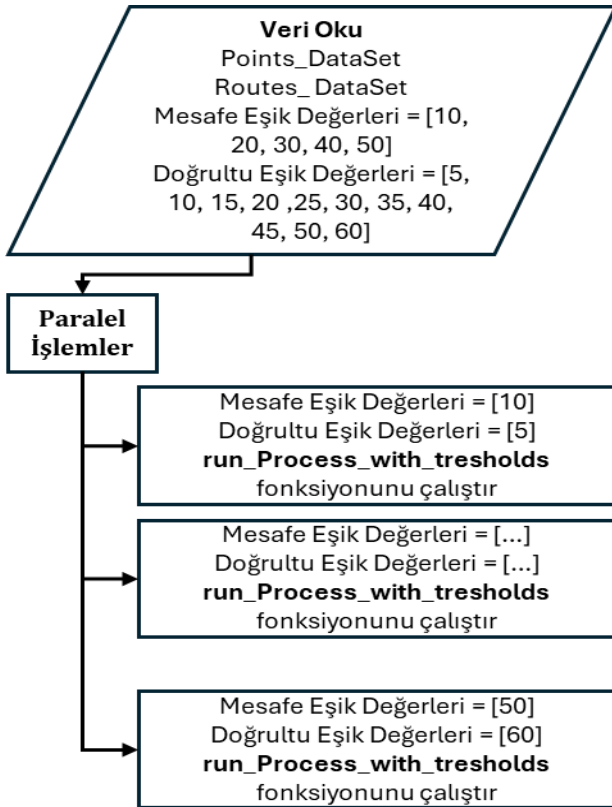 Veri Oku
Points_DataSet
Routes_ DataSet
Mesafe Eşik Değerleri = [10,
20, 30, 40, 50]
Doğrultu Eşik Değerleri = [5,
10, 15, 20 ,25, 30, 35, 40,
45, 50, 60]
Paralel
İşlemler
Mesafe Eşik Değerleri = [10]
Doğrultu Eşik Değerleri = [5]
run_Process_with_tresholds
fonksiyonunu çalıştır
Mesafe Eşik Değerleri = [...]
Doğrultu Eşik Değerleri = [...]
run_Process_with_tresholds
fonksiyonunu çalıştır
Mesafe Eşik Değerleri = [50]
Doğrultu Eşik Değerleri = [60]
run_Process_with_tresholds
fonksiyonunu çalıştır